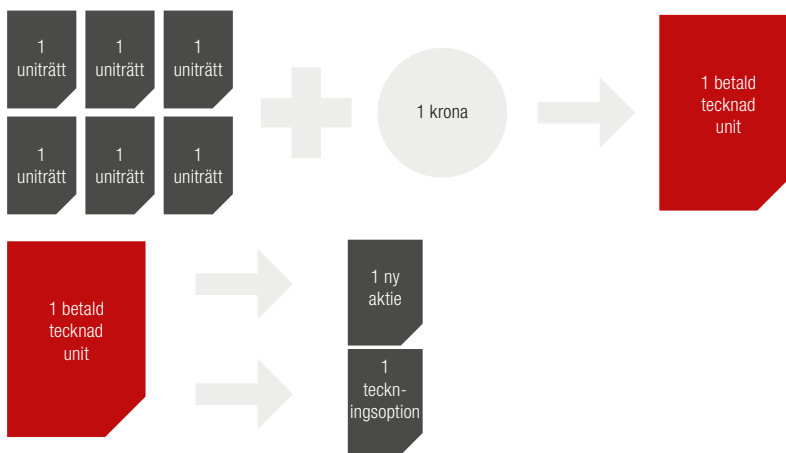 1
uniträtt
1
uniträtt
1
uniträtt
1
uniträtt
1
uniträtt
1
uniträtt
1 krona
1 betald
tecknad
unit
1 betald
tecknad
unit
1 ny
aktie
1
teckn-
ingsoption